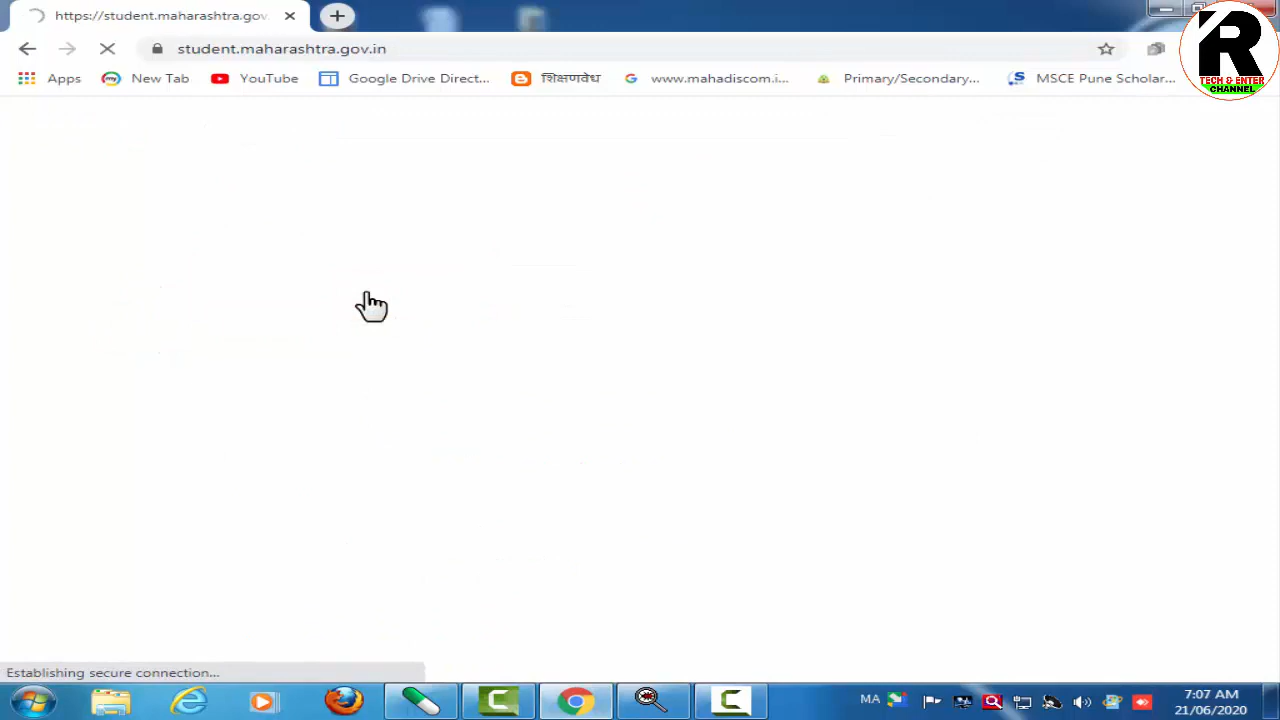 https://student.maharashtra.gov.
student.maharashtra.gov.in
Apps
New Tab
YouTube
Google Drive Direct...
शिक्षणवेध
www.mahadiscom.i...
Primary/Secondary...
MSCE Pune Scholar...
R
TECH & ENTER
CHANNEL
Establishing secure connection...
MA
7:07 AM
21/06/2020